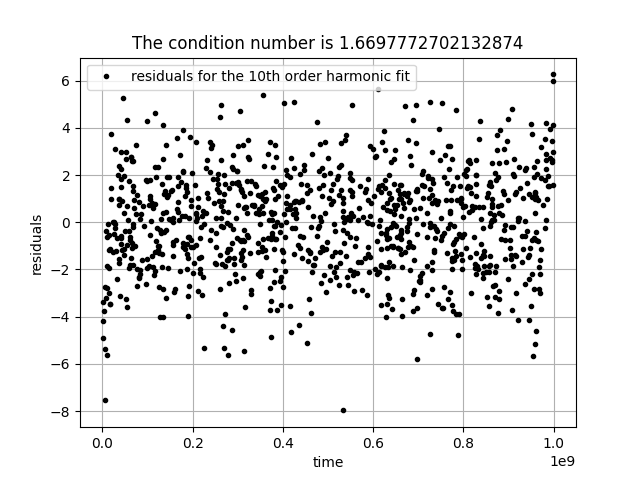 The condition number is 1.6697772702132874
residuals for the 10th order harmonic fit
6
4
2
0
−2
−4
−6
−8
residuals
0.0 0.2 0.4 0.6 0.8 1.0
1e9
time